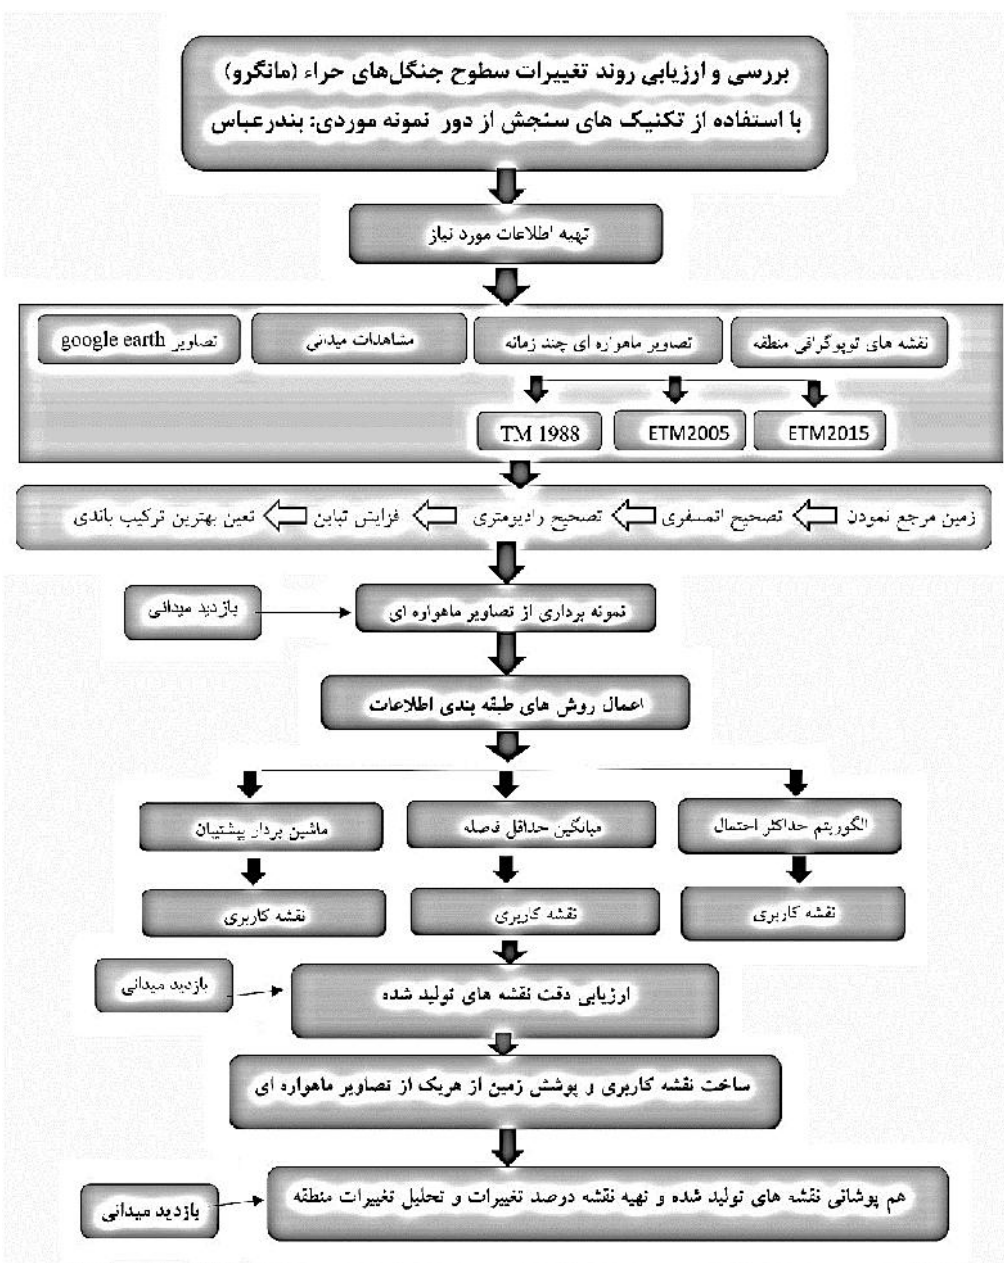 بررسی و ارزیابی روند تغییرات سطوح جنگل‌های حراء (مانگرو)
با استفاده از تکنیک های سنجش از دور نمونه موردی: بندرعباس
تهیه اطلاعات مورد نیاز
نقشه های توپوگرافی منطقه
تصاویر ماهواره ای چند زمانه
مشاهدات میدانی
تصاویر google earth
ETM2015
ETM2005
TM 1988
زمین مرجع نمودن
تصحیح اتمسفری
تصحیح رادیومتری
فزایش تباین
تعین بهترین ترکیب باندی
نمونه برداری از تصاویر ماهواره ای
بازدید میدانی
اعمال روش های طبقه بندی اطلاعات
الگوریتم حداکثر احتمال
میانگین حداقل فاصله
ماشین بردار پیشتیبان
نقشه کاربری
نقشه کاربری
نقشه کاربری
ارزیابی دقت نقشه های تولید شده
بازدید میدانی
ساخت نقشه کاربری و پوشش زمین از هریک از تصاویر ماهواره ای
هم پوشانی نقشه های تولید شده و تهیه نقشه درصد تغییرات و تحلیل تغییرات منطقه
بازدید میدانی